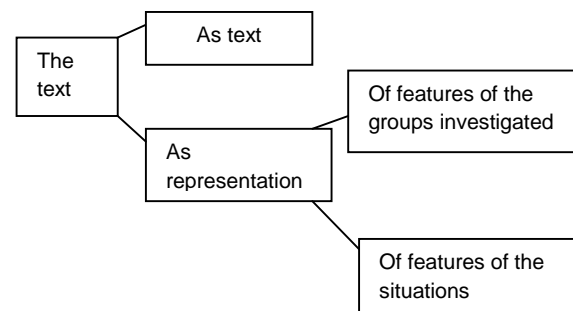 As text
The
text
Of features of the
groups investigated
As
representation
Of features of the
situations